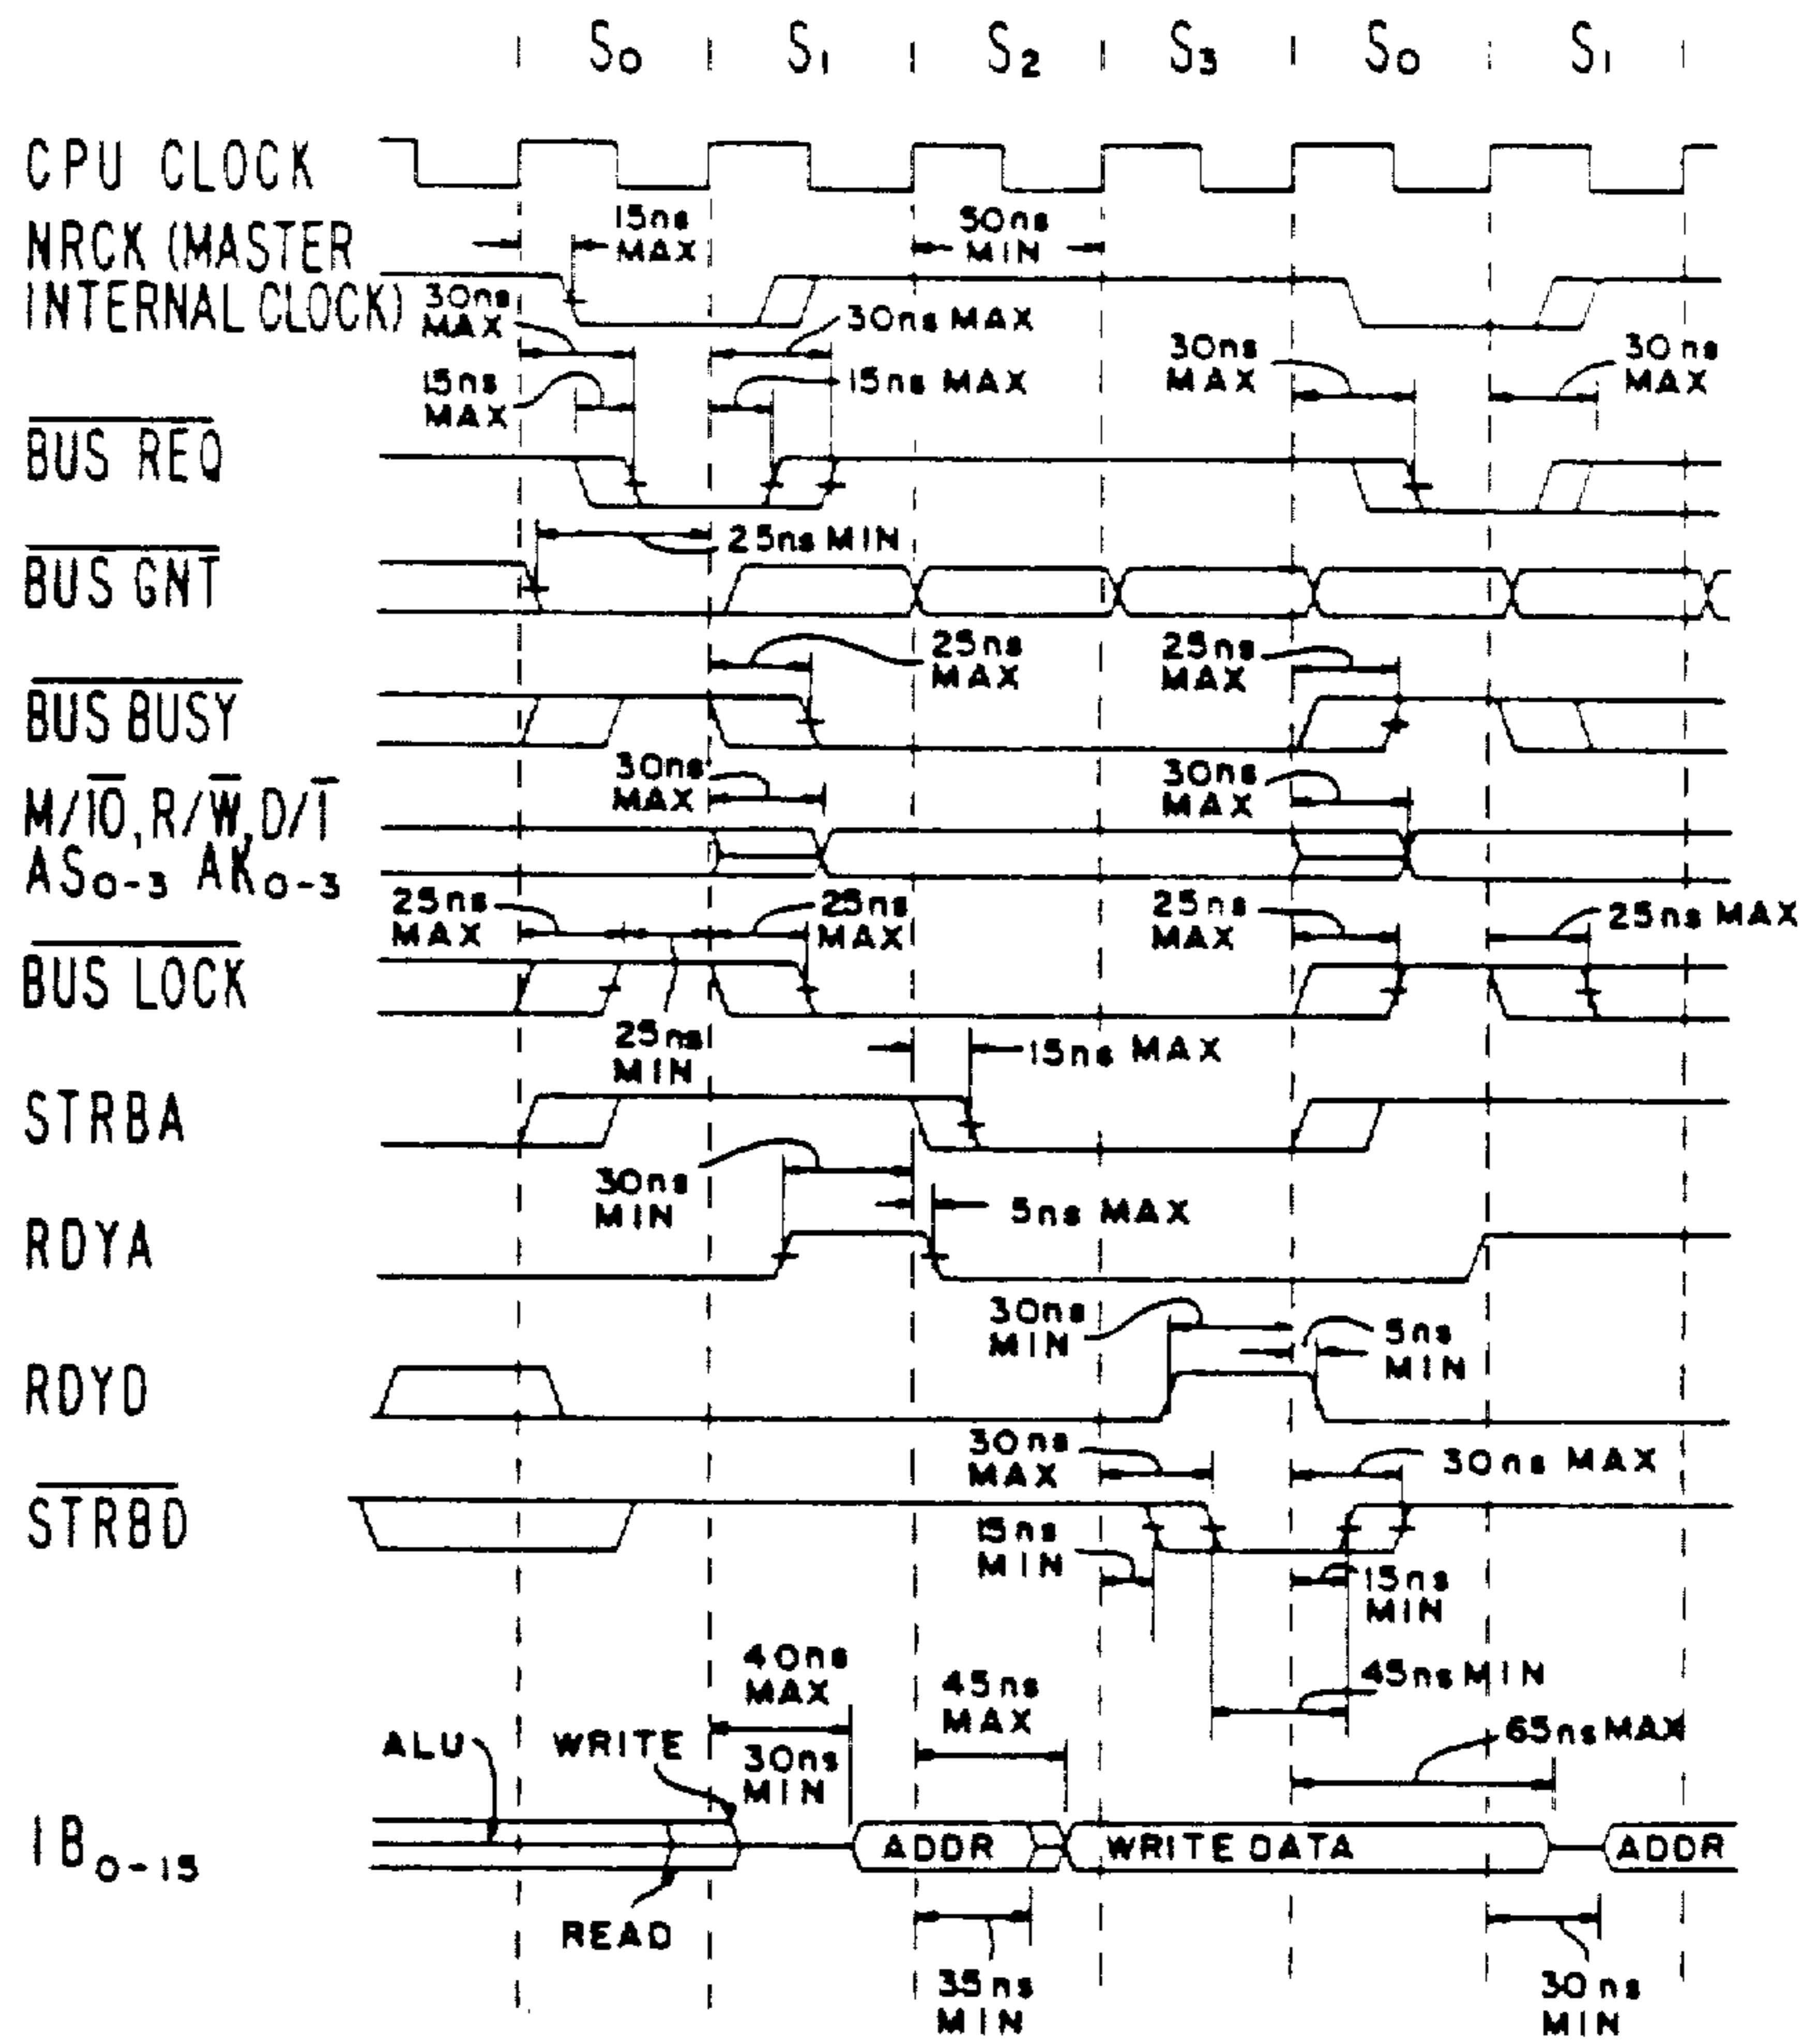 S0 S1 S2 S3 S0 S1
CPU CLOCK
NRCK (MASTER
INTERNAL CLOCK)
15ns
MAX
50ns
MIN
30ns
MAX
30ns MAX
15ns
MAX
15ns MAX
30ns
MAX
30ns
MAX
BUS REQ
25ns MIN
BUS GNT
25ns
MAX
25ns
MAX
BUS BUSY
30ns
MAX
30ns
MAX
M/IO, R/W, D/T
AS0-3 AK0-3
25ns
MAX
25ns
MAX
25ns
MAX
25ns MAX
BUS LOCK
25ns
MIN
15ns MAX
STRBA
30ns
MIN
5ns MAX
RDYA
30ns
MIN
5ns
MIN
RDYD
30ns
MAX
30ns MAX
STRBD
15ns
MIN
15ns
MIN
40ns
MAX
30ns
MIN
45ns
MAX
45ns MIN
65ns MAX
ALU
WRITE
IB0-15
ADDR
WRITE DATA
ADDR
READ
35ns
MIN
30ns
MIN